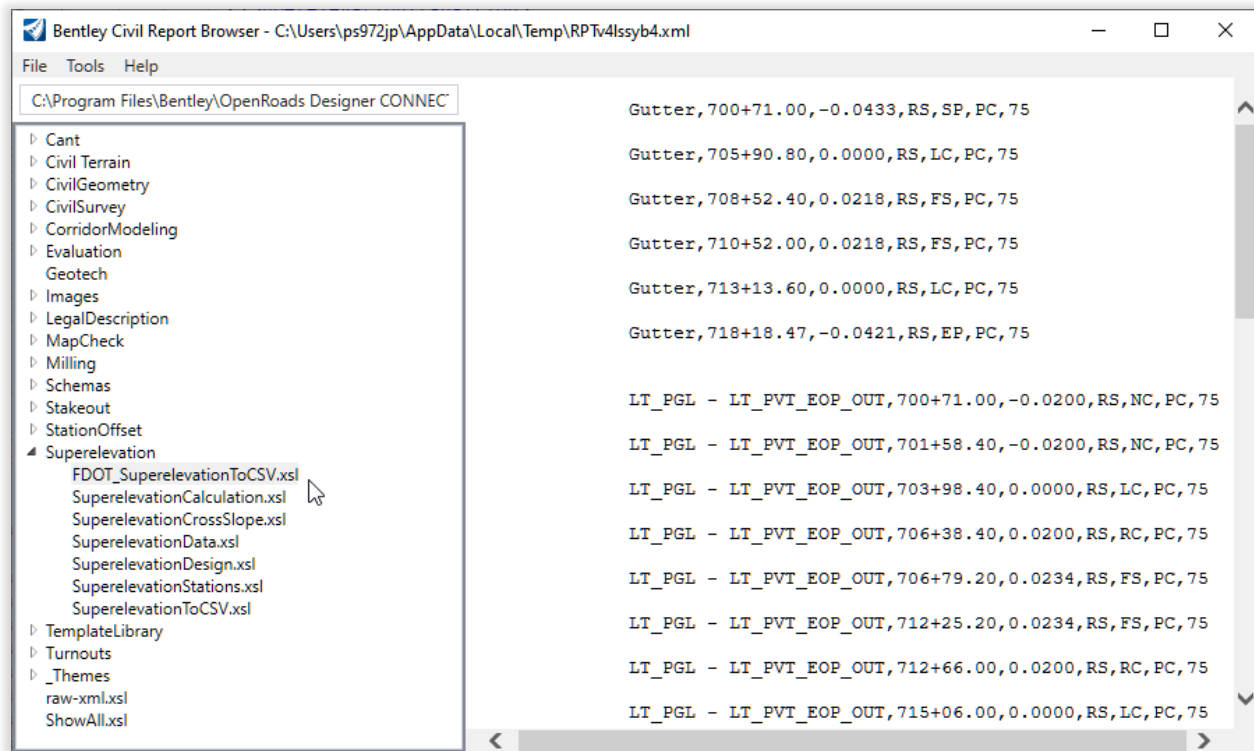 Bentley Civil Report Browser - C:\Users\ps972jp\AppData\Local\Temp\RPTv4lssyb4.xml
File Tools Help
C:\Program Files\Bentley\OpenRoads Designer CONNEC
Cant
Civil Terrain
CivilGeometry
CivilSurvey
CorridorModeling
Evaluation
Geotech
Images
LegalDescription
MapCheck
Milling
Schemas
Stakeout
StationOffset
Superelevation
FDOT_SuperelevationToCSV.xsl
SuperelevationCalculation.xsl
SuperelevationCrossSlope.xsl
SuperelevationData.xsl
SuperelevationDesign.xsl
SuperelevationStations.xsl
SuperelevationToCSV.xsl
TemplateLibrary
Turnouts
_Themes
raw-xml.xsl
ShowAll.xsl
Gutter,700+71.00,-0.0433,RS,SP,PC,75
Gutter,705+90.80,0.0000,RS,LC,PC,75
Gutter,708+52.40,0.0218,RS,FS,PC,75
Gutter,710+52.00,0.0218,RS,FS,PC,75
Gutter,713+13.60,0.0000,RS,LC,PC,75
Gutter,718+18.47,-0.0421,RS,EP,PC,75
LT_PGL - LT_PVT_EOP_OUT,700+71.00,-0.0200,RS,NC,PC,75
LT_PGL - LT_PVT_EOP_OUT,701+58.40,-0.0200,RS,NC,PC,75
LT_PGL - LT_PVT_EOP_OUT,703+98.40,0.0000,RS,LC,PC,75
LT_PGL - LT_PVT_EOP_OUT,706+38.40,0.0200,RS,RC,PC,75
LT_PGL - LT_PVT_EOP_OUT,706+79.20,0.0234,RS,FS,PC,75
LT_PGL - LT_PVT_EOP_OUT,712+25.20,0.0234,RS,FS,PC,75
LT_PGL - LT_PVT_EOP_OUT,712+66.00,0.0200,RS,RC,PC,75
LT_PGL - LT_PVT_EOP_OUT,715+06.00,0.0000,RS,LC,PC,75